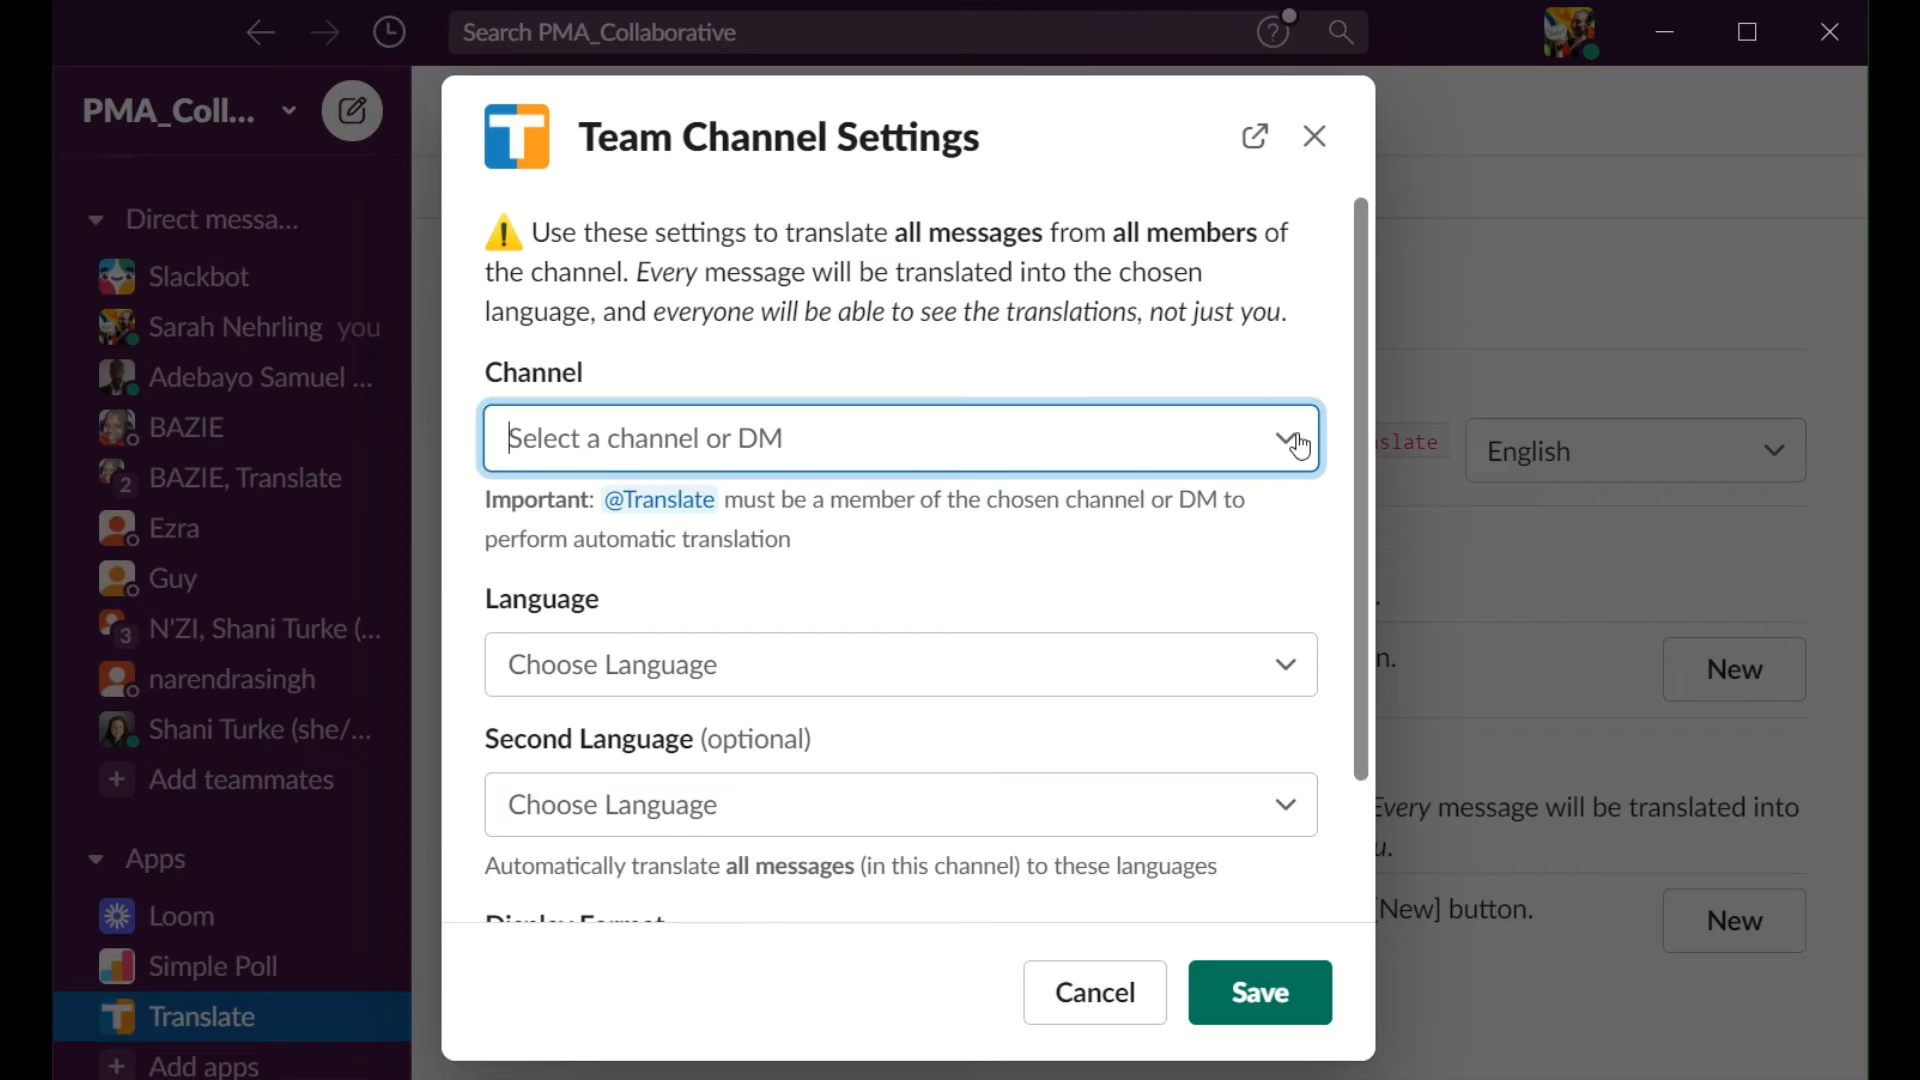 Search PMA_Collaborative
PMA_Coll...
Direct messa...
Slackbot
Sarah Nehrling you
Adebayo Samuel ...
BAZIE
2 BAZIE, Translate
Ezra
Guy
3 N'ZI, Shani Turke (...
narendrasingh
Shani Turke (she/...
+ Add teammates
Apps
Loom
Simple Poll
Translate
+ Add apps
Team Channel Settings
Use these settings to translate all messages from all members of
the channel. Every message will be translated into the chosen
language, and everyone will be able to see the translations, not just you.
Channel
Select a channel or DM
Important: @Translate must be a member of the chosen channel or DM to
perform automatic translation
Language
Choose Language
Second Language (optional)
Choose Language
Automatically translate all messages (in this channel) to these languages
Display Format
Cancel
Save
slate
English
n.
New
Every message will be translated into
u.
[New] button.
New